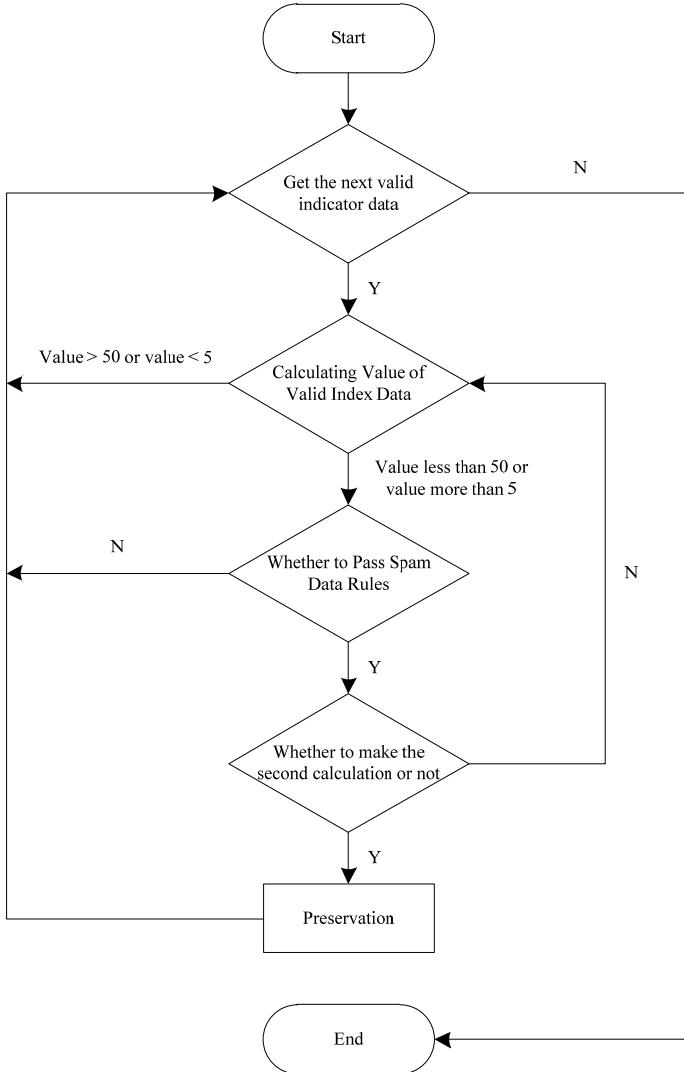 Start
N
Get the next valid
indicator data
Y
Value > 50 or value < 5
Calculating Value of
Valid Index Data
Value less than 50 or
value more than 5
N
Whether to Pass Spam
Data Rules
N
Y
Whether to make the
second calculation or not
Y
Preservation
End